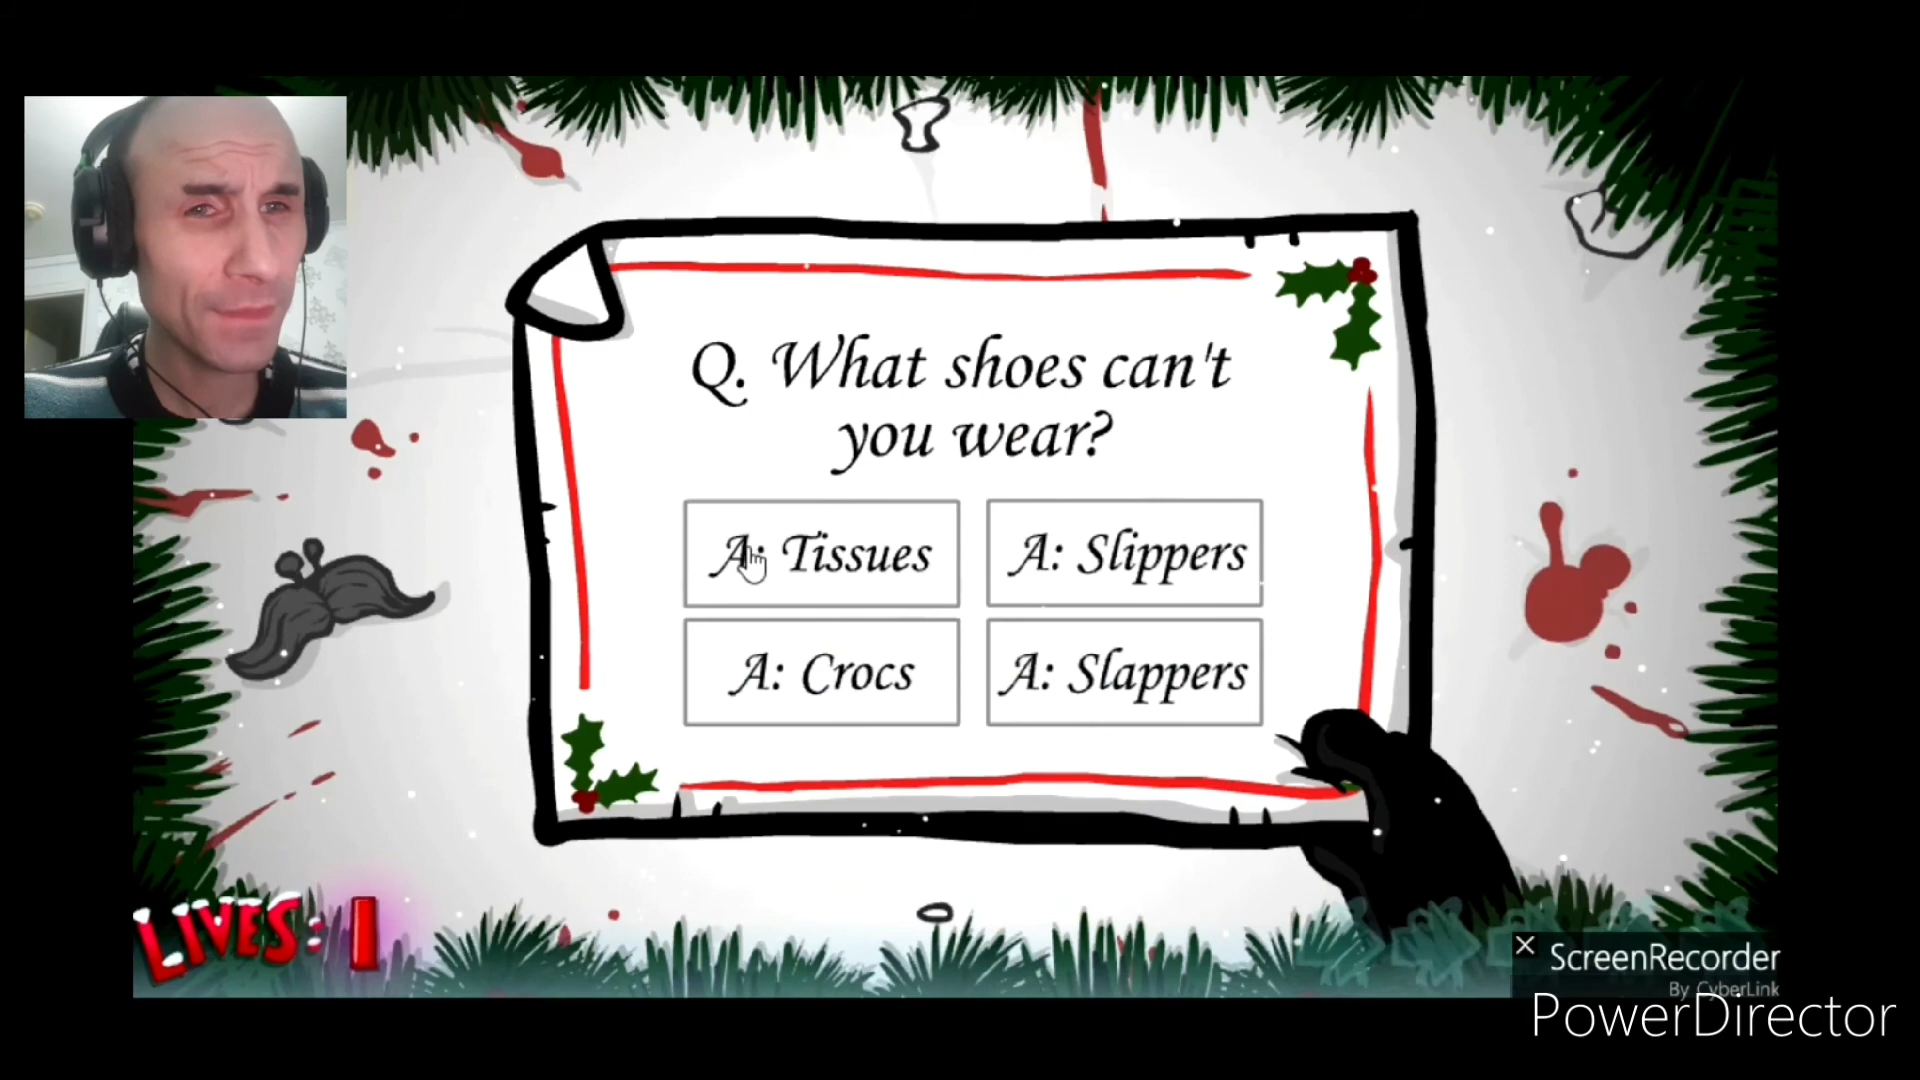 Q. What shoes can't
you wear?
A: Tissues
A: Slippers
A: Crocs
A: Slappers
LIVES: 1
ScreenRecorder
By CyberLink
PowerDirector